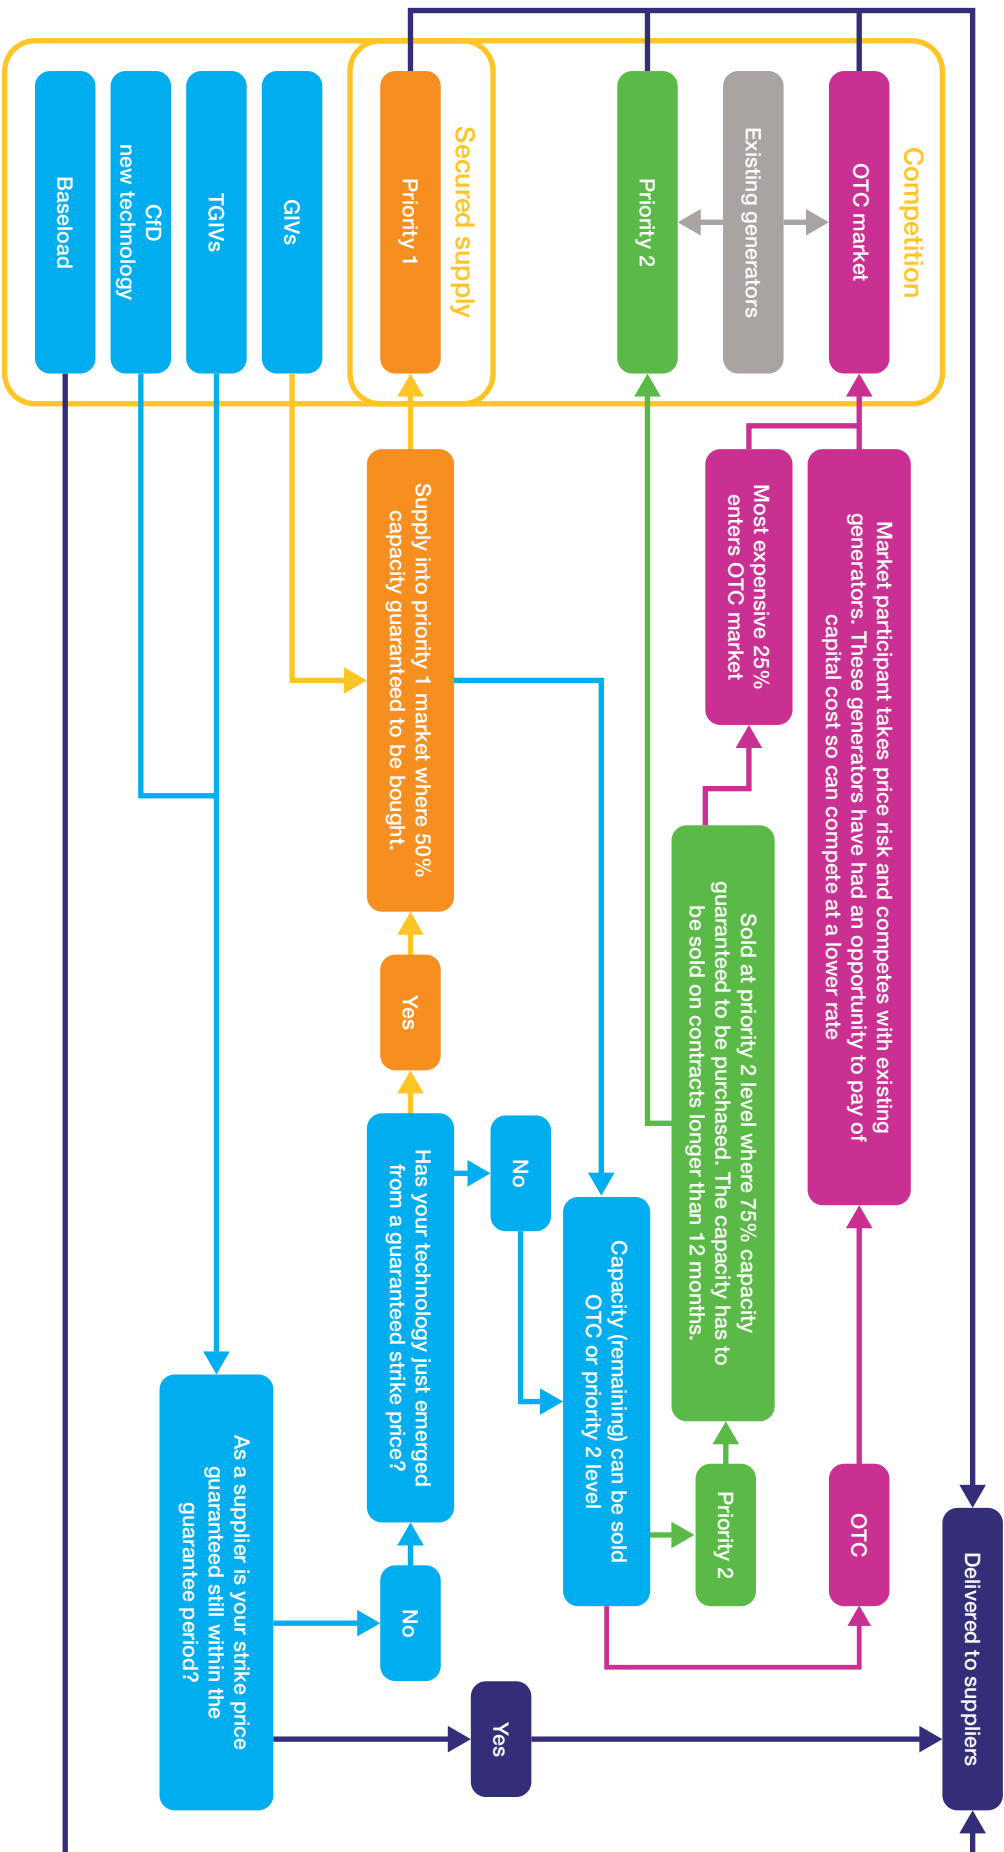 Competition
OTC market
Existing generators
Priority 2
Secured supply
Priority 1
GIVs
TGIVs
CfD
new technology
Baseload
Market participant takes price risk and competes with existing
generators. These generators have had an opportunity to pay of
capital cost so can compete at a lower rate
Most expensive 25%
enters OTC market
Supply into priority 1 market where 50%
capacity guaranteed to be bought.
Sold at priority 2 level where 75% capacity
guaranteed to be purchased. The capacity has to
be sold on contracts longer than 12 months.
Yes
No
Has your technology just emerged
from a guaranteed strike price?
Capacity (remaining) can be sold
OTC or priority 2 level
OTC
Priority 2
No
As a supplier is your strike price
guaranteed still within the
guarantee period?
Delivered to suppliers
Yes